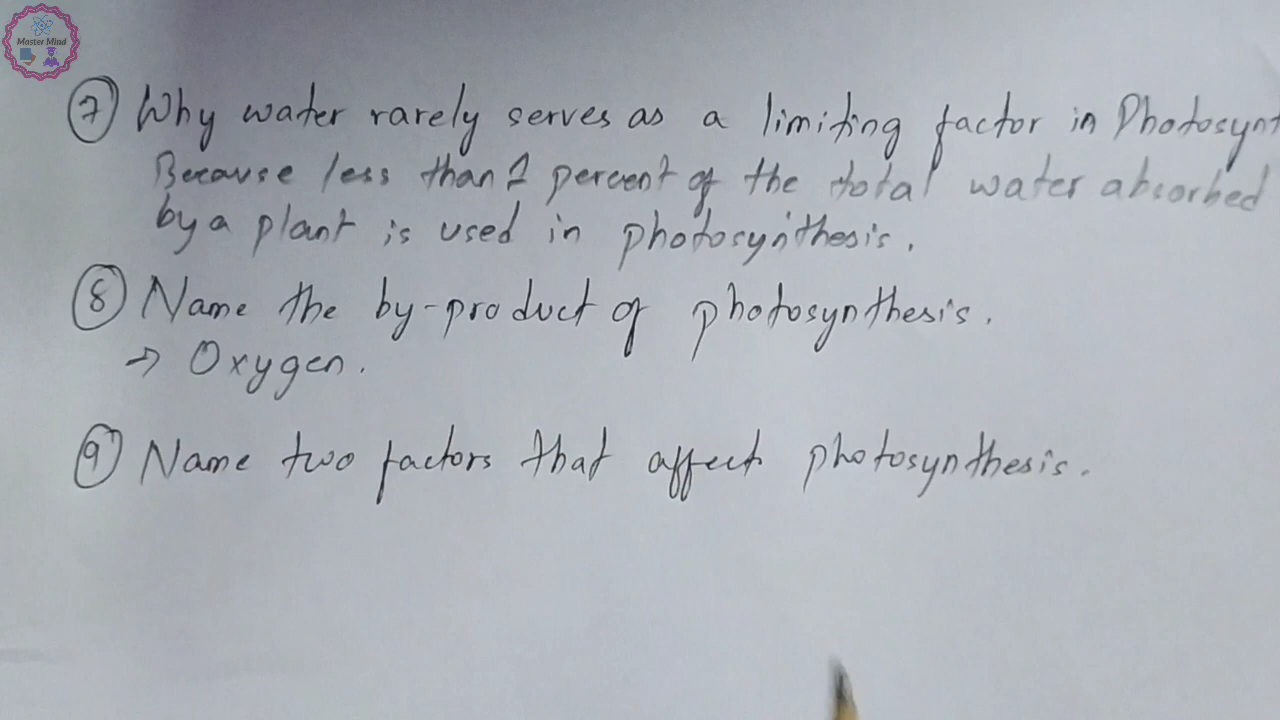 Master Mind
7 Why water rarely serves as a limiting factor in Photosynt
Because less than 1 percent of the total water absorbed
by a plant is used in photosynthesis.
8 Name the by-product of photosynthesis.
→ Oxygen.
9 Name two factors that affect photosynthesis.